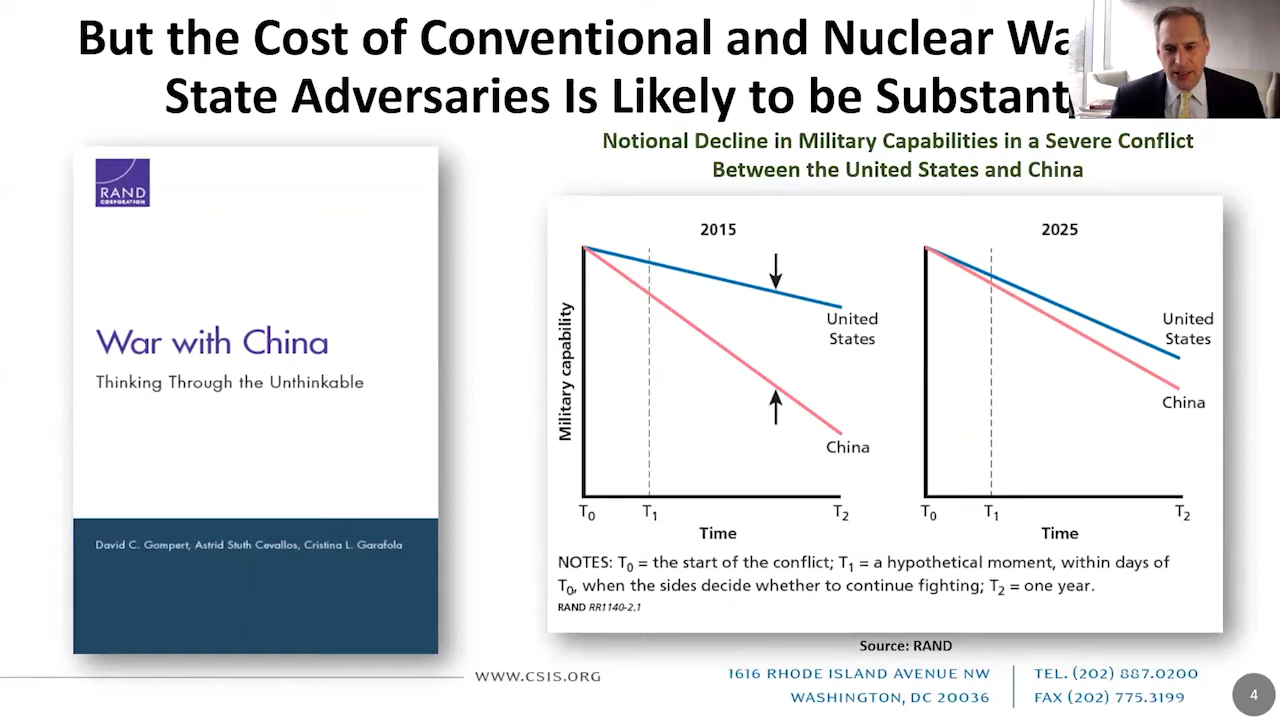 But the Cost of Conventional and Nuclear
State Adversaries Is Likely to be
RAND
CORPORATION
War with China
Thinking Through the Unthinkable
David C. Gompert, Astrid Stuth Cevallos, Cristina L. Garafola
Notional Decline in Military Capabilities in a Severe Conflict
Between the United States and China
2015
Military capability
United
States
China
T0 T1 T2
Time
2025
United
States
China
T0 T1 T2
Time
NOTES: T0 = the start of the conflict; T1 = a hypothetical moment, within days of
T0, when the sides decide whether to continue fighting; T2 = one year.
RAND RR1140-2.1
Source: RAND
WWW.CSIS.ORG
1616 RHODE ISLAND AVENUE NW
WASHINGTON, DC 20036
TEL. (202) 887.0200
FAX (202) 775.3199
4